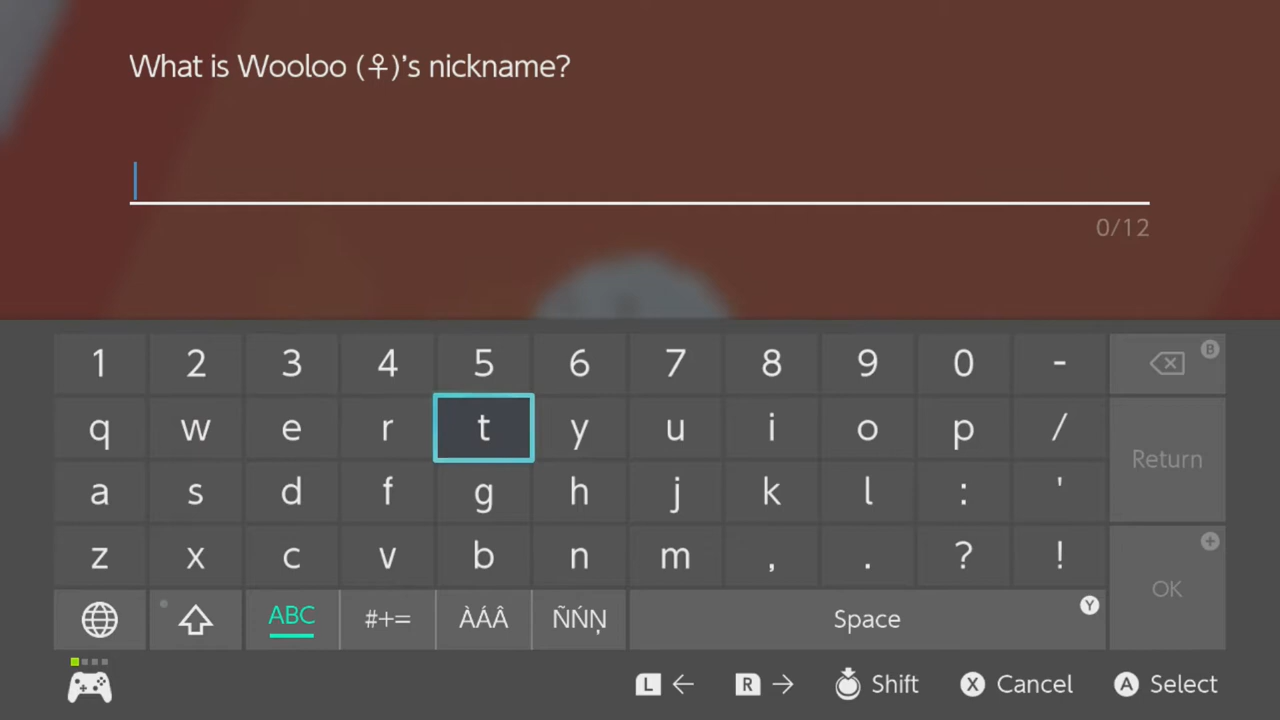 What is Wooloo (♀)'s nickname?
0/12
1 2 3 4 5 6 7 8 9 0 - B
q w e r t y u i o p / Return
a s d f g h j k l : '
z x c v b n m , . ? ! + OK
ABC #+= ÀÁÂ ÑŃŅ Space Y
L ← R → Shift X Cancel A Select